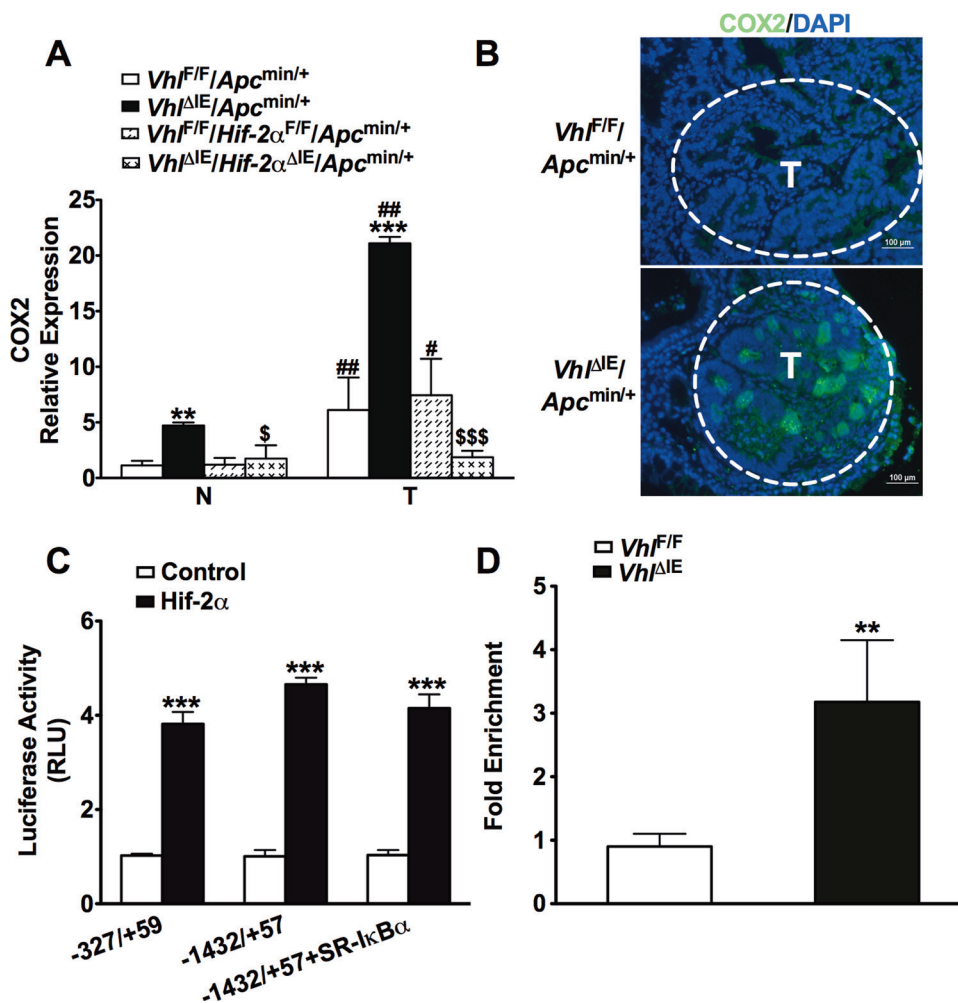 A
Vhl^F/F/Apc^min/+
Vhl^ΔIE/Apc^min/+
Vhl^F/F/Hif-2α^F/F/Apc^min/+
Vhl^ΔIE/Hif-2α^ΔIE/Apc^min/+
COX2
Relative Expression
25
20
15
10
5
0
**
$
##
##
***
#
$$$
N
T
B
COX2/DAPI
Vhl^F/F/
Apc^min/+
T
100 µm
Vhl^ΔIE/
Apc^min/+
T
100 µm
C
Control
Hif-2α
Luciferase Activity
(RLU)
6
4
2
0
***
***
***
-327/+59
-1432/+57
-1432/+57+SR-IκBα
D
Vhl^F/F
Vhl^ΔIE
Fold Enrichment
5
4
3
2
1
0
**